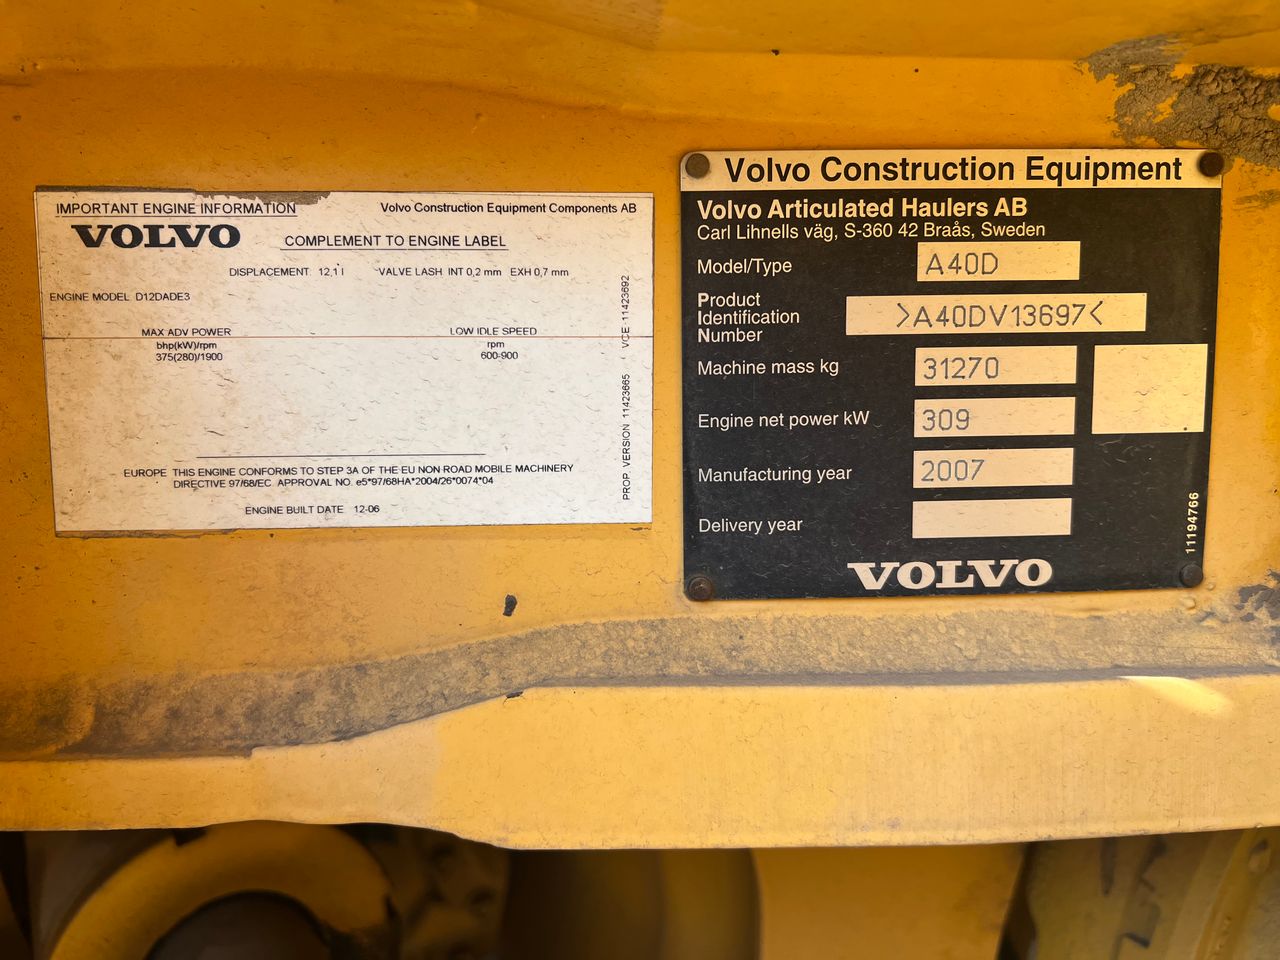 IMPORTANT ENGINE INFORMATION
Volvo Construction Equipment Components AB
VOLVO
COMPLEMENT TO ENGINE LABEL
DISPLACEMENT 12,1 l VALVE LASH INT 0,2 mm EXH 0,7 mm
ENGINE MODEL D12DADE3
MAX ADV POWER
bhp(kW)/rpm
375(280)/1900
LOW IDLE SPEED
rpm
600-900
EUROPE THIS ENGINE CONFORMS TO STEP 3A OF THE EU NON ROAD MOBILE MACHINERY
DIRECTIVE 97/68/EC. APPROVAL NO. e5*97/68HA*2004/26*0074*04
ENGINE BUILT DATE 12-06
PROP. VERSION 11423665 VCE 11423692
Volvo Construction Equipment
Volvo Articulated Haulers AB
Carl Lihnells väg, S-360 42 Braås, Sweden
Model/Type A40D
Product
Identification
Number
>A40DV13697<
Machine mass kg 31270
Engine net power kW 309
Manufacturing year 2007
Delivery year
11194766
VOLVO